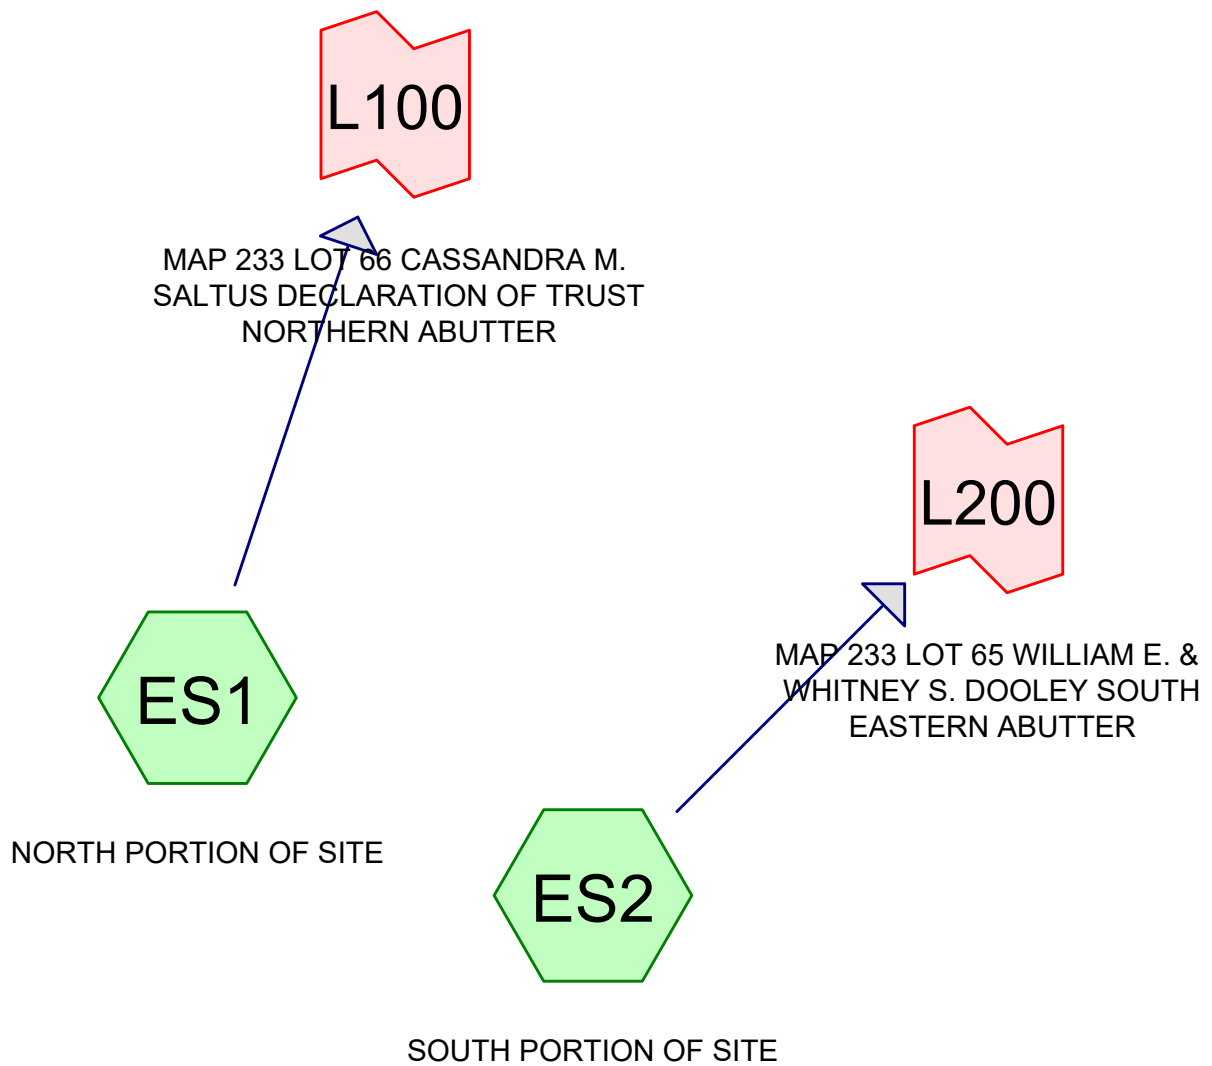 L100
MAP 233 LOT 66 CASSANDRA M.
SALTUS DECLARATION OF TRUST
NORTHERN ABUTTER
L200
MAP 233 LOT 65 WILLIAM E. &
WHITNEY S. DOOLEY SOUTH
EASTERN ABUTTER
ES1
NORTH PORTION OF SITE
ES2
SOUTH PORTION OF SITE